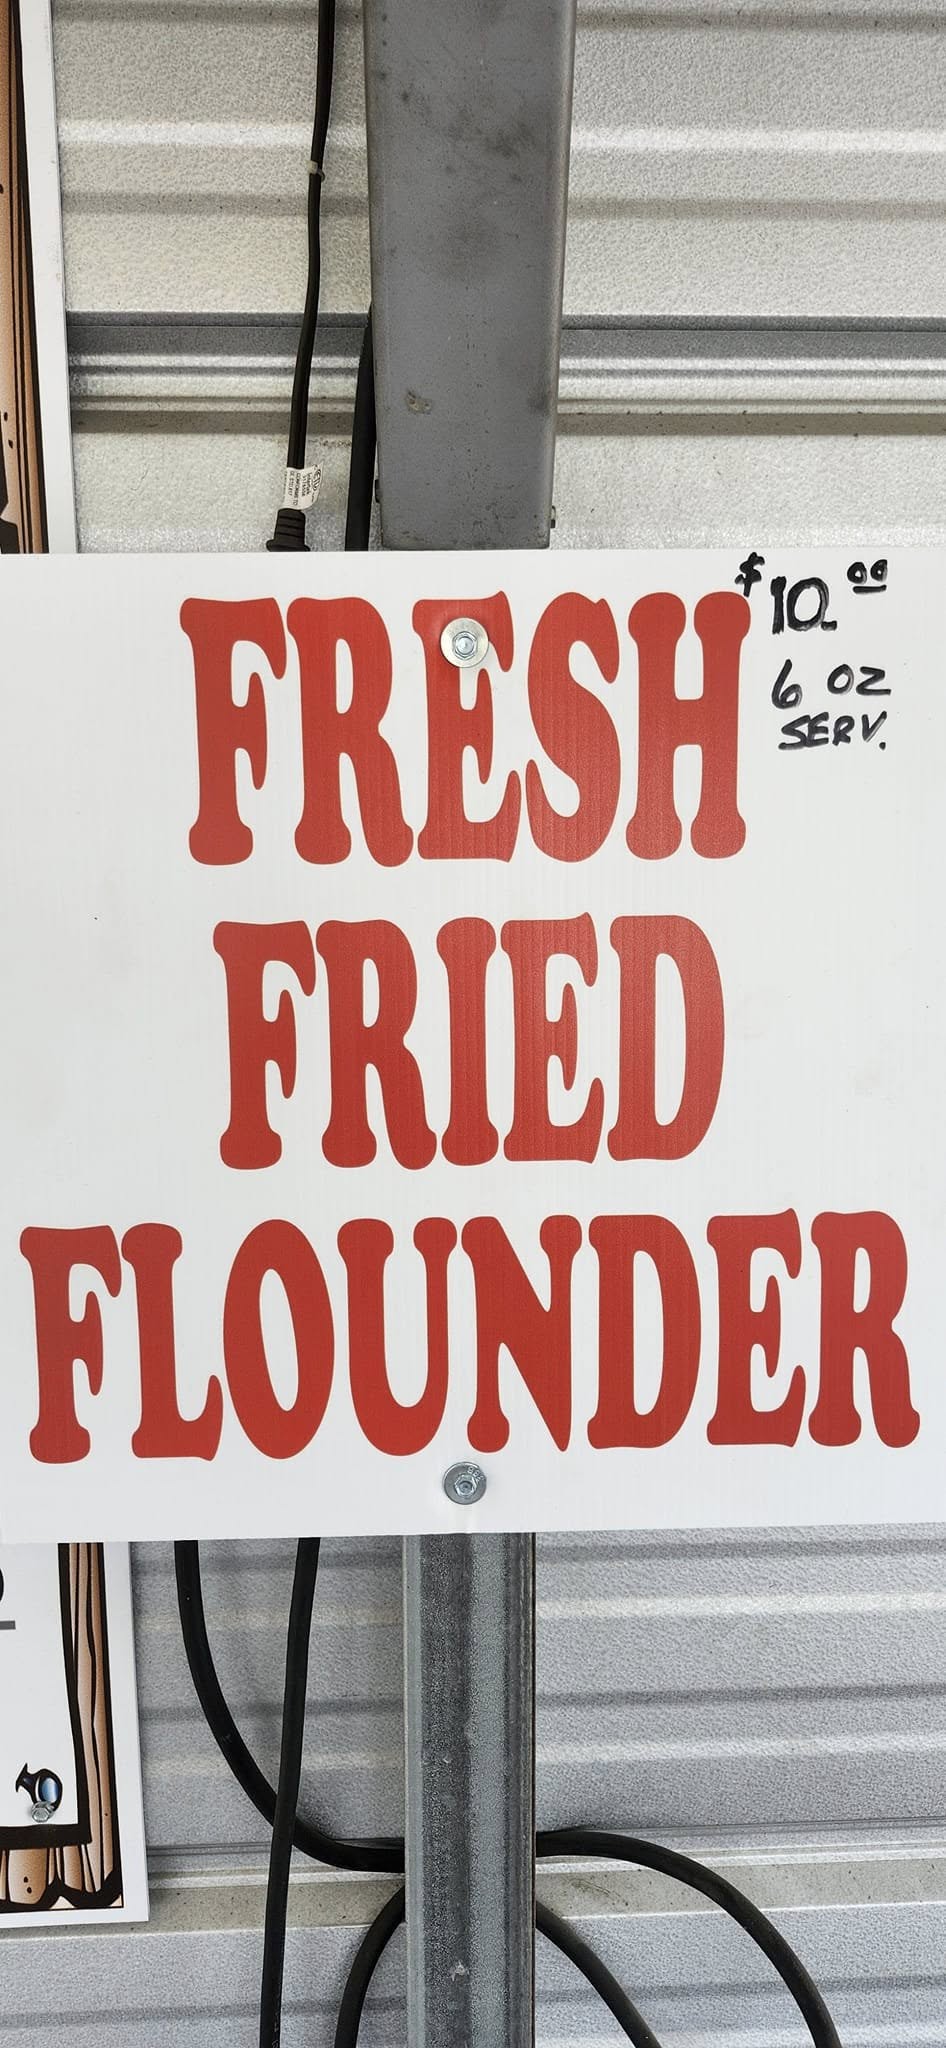 $10.00
6 OZ
SERV.
FRESH
FRIED
FLOUNDER